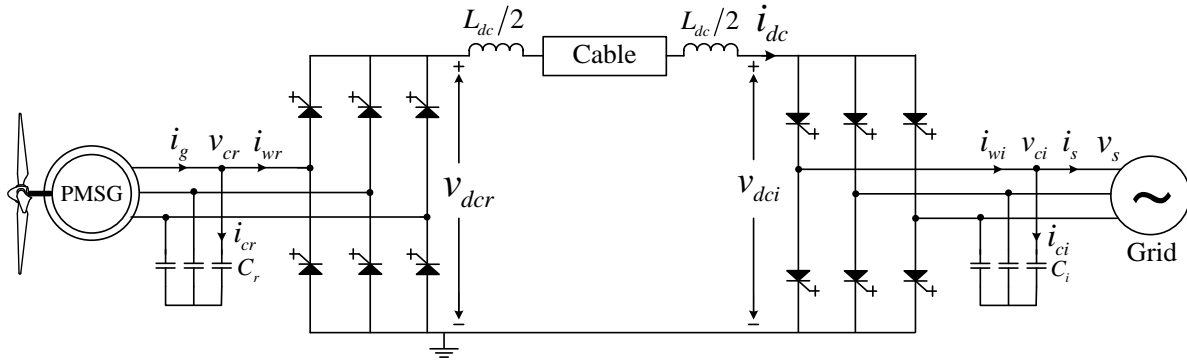 L_dc/2
L_dc/2
i_dc
Cable
+
+
+
+
+
i_g
v_cr
i_wr
PMSG
v_dcr
v_dci
+
+
+
i_wi
v_ci
i_s
v_s
~
Grid
i_cr
C_r
+
+
+
i_ci
C_i
+
+
+
−
−